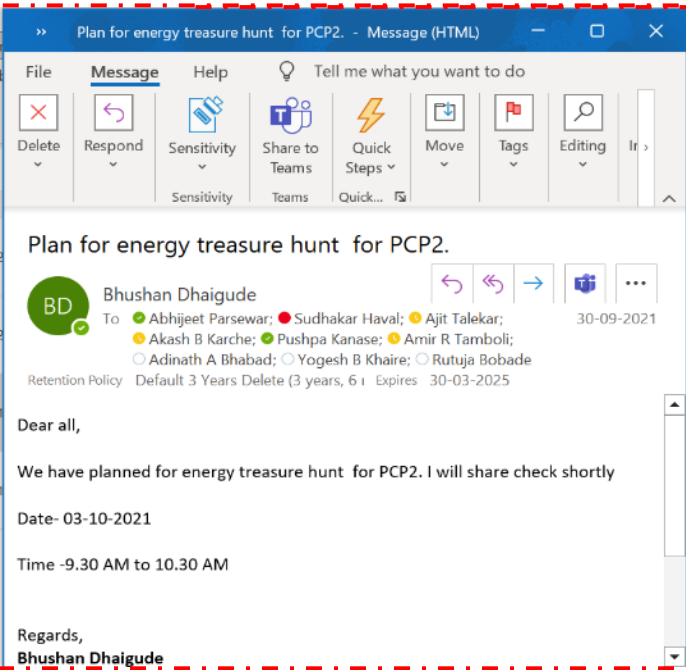 Plan for energy treasure hunt  for PCP2.  -  Message (HTML)
File Message Help Tell me what you want to do
Delete Respond Sensitivity Share to Teams Quick Steps Move Tags Editing
Sensitivity Teams Quick...
Plan for energy treasure hunt  for PCP2.
BD
Bhushan Dhaigude
To Abhijeet Parsewar; Sudhakar Haval; Ajit Talekar;
30-09-2021
Akash B Karche; Pushpa Kanase; Amir R Tamboli;
Adinath A Bhabad; Yogesh B Khaire; Rutuja Bobade
Retention Policy Default 3 Years Delete (3 years, 6 Expires 30-03-2025
Dear all,
We have planned for energy treasure hunt  for PCP2. I will share check shortly
Date- 03-10-2021
Time -9.30 AM to 10.30 AM
Regards,
Bhushan Dhaigude